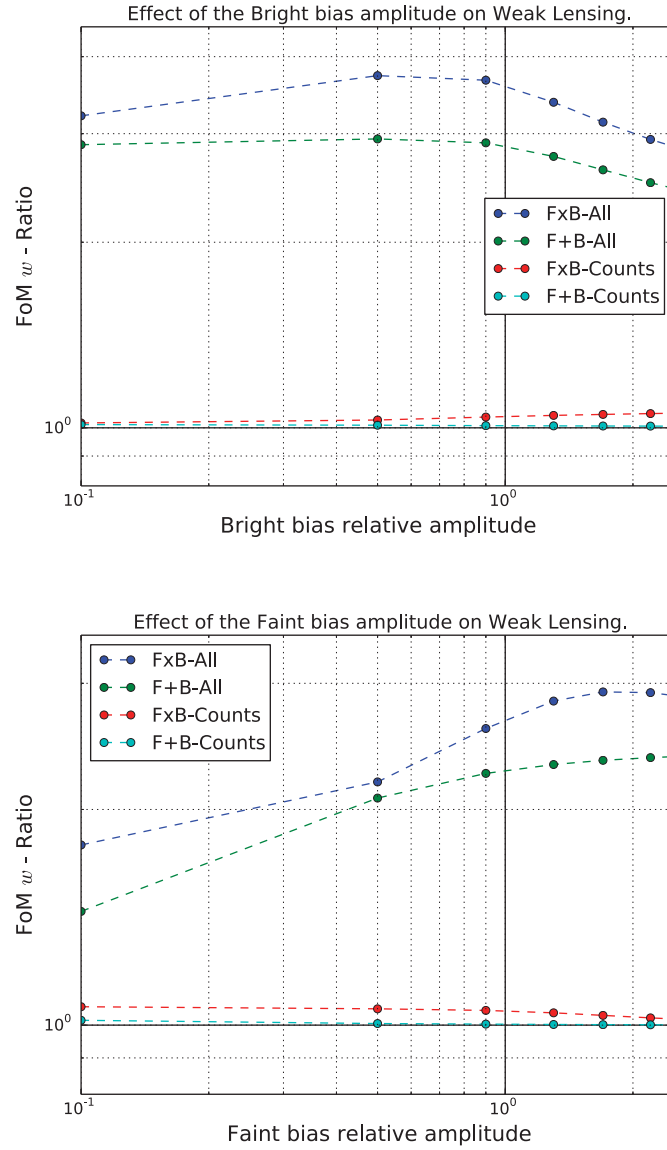 Effect of the Bright bias amplitude on Weak Lensing.
FoM w - Ratio
FxB-All
F+B-All
FxB-Counts
F+B-Counts
10^0
10^-1
10^0
Bright bias relative amplitude
Effect of the Faint bias amplitude on Weak Lensing.
FxB-All
F+B-All
FxB-Counts
F+B-Counts
FoM w - Ratio
10^0
10^-1
10^0
Faint bias relative amplitude